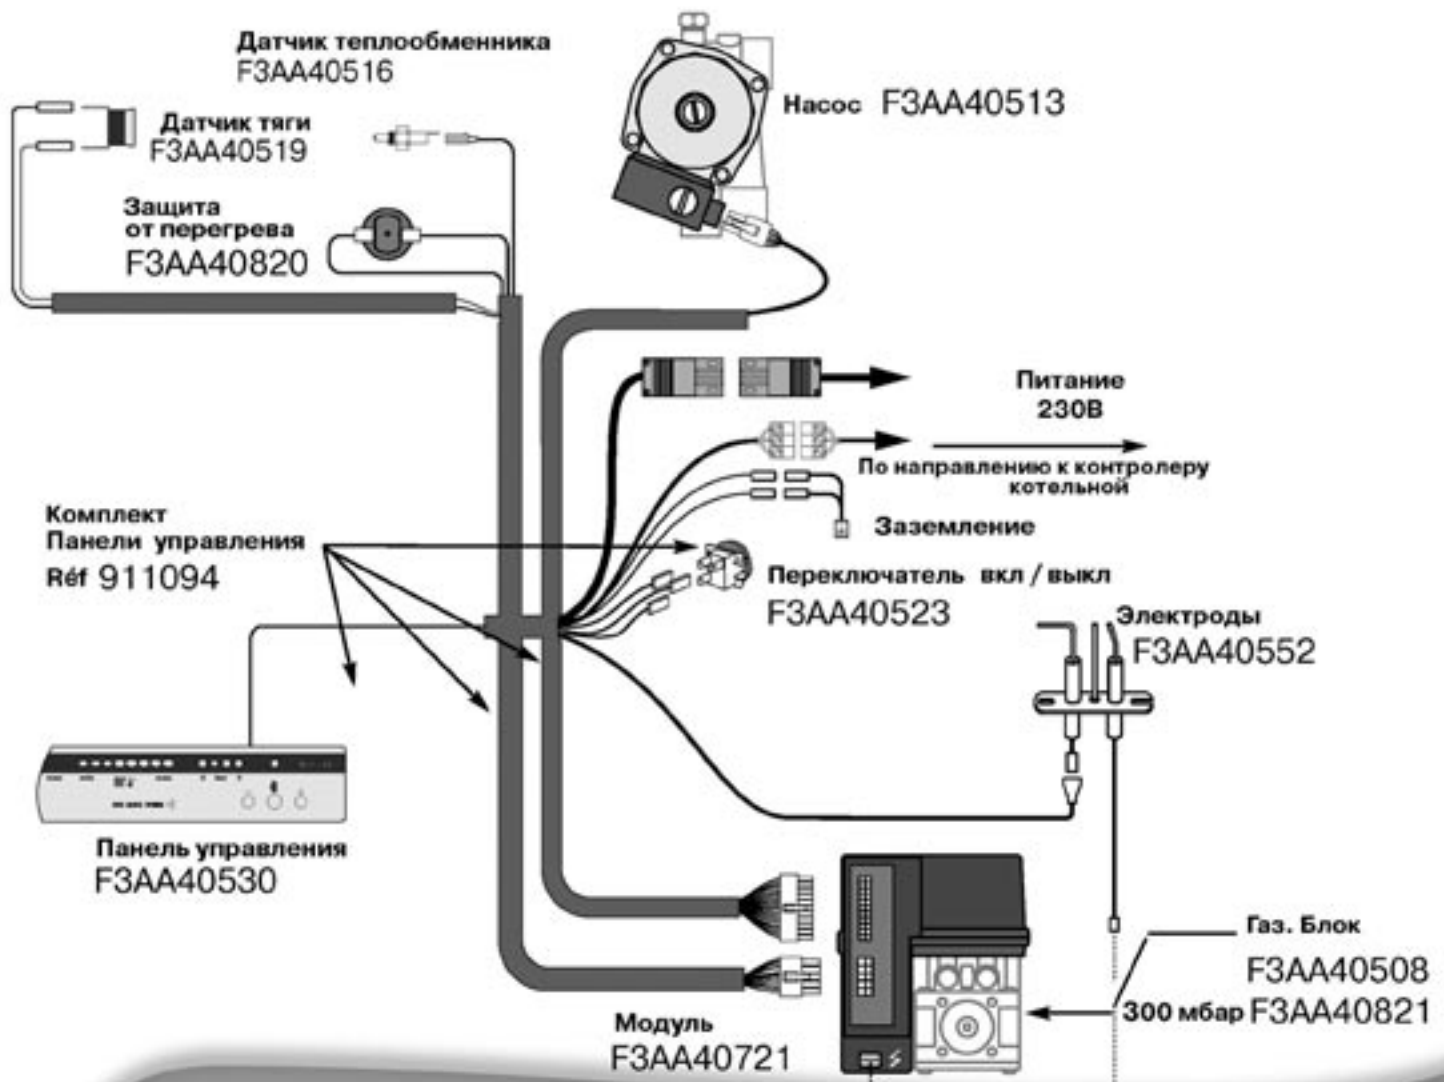 Датчик теплообменника
F3AA40516
Насос F3AA40513
Датчик тяги
F3AA40519
Защита
от перегрева
F3AA40820
Питание
230В
По направлению к контролеру
котельной
Заземление
Комплект
Панели управления
Réf 911094
Переключатель вкл / выкл
F3AA40523
Электроды
F3AA40552
Панель управления
F3AA40530
Газ. Блок
F3AA40508
300 мбар F3AA40821
Модуль
F3AA40721